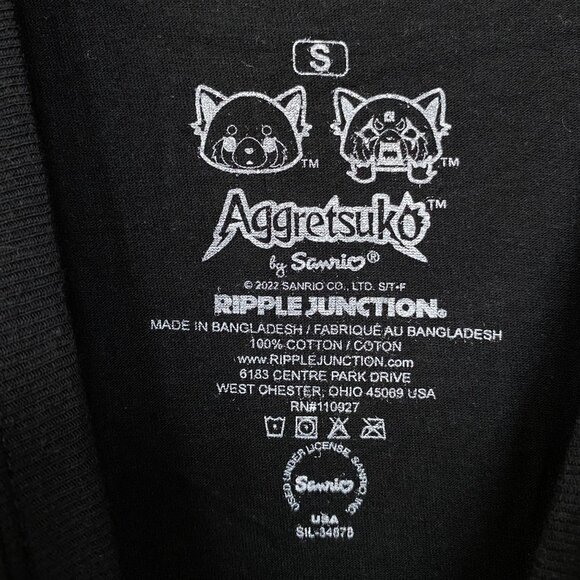 S
TM TM
Aggretsuko™
by Sanrio®
© 2022 SANRIO CO., LTD. S/T·F
RIPPLE JUNCTION.
MADE IN BANGLADESH / FABRIQUÉ AU BANGLADESH
100% COTTON / COTON
www.RIPPLEJUNCTION.com
6183 CENTRE PARK DRIVE
WEST CHESTER, OHIO 45069 USA
RN#110927
USED UNDER LICENSE SANRIO, INC.
Sanrio
USA
SIL-34678